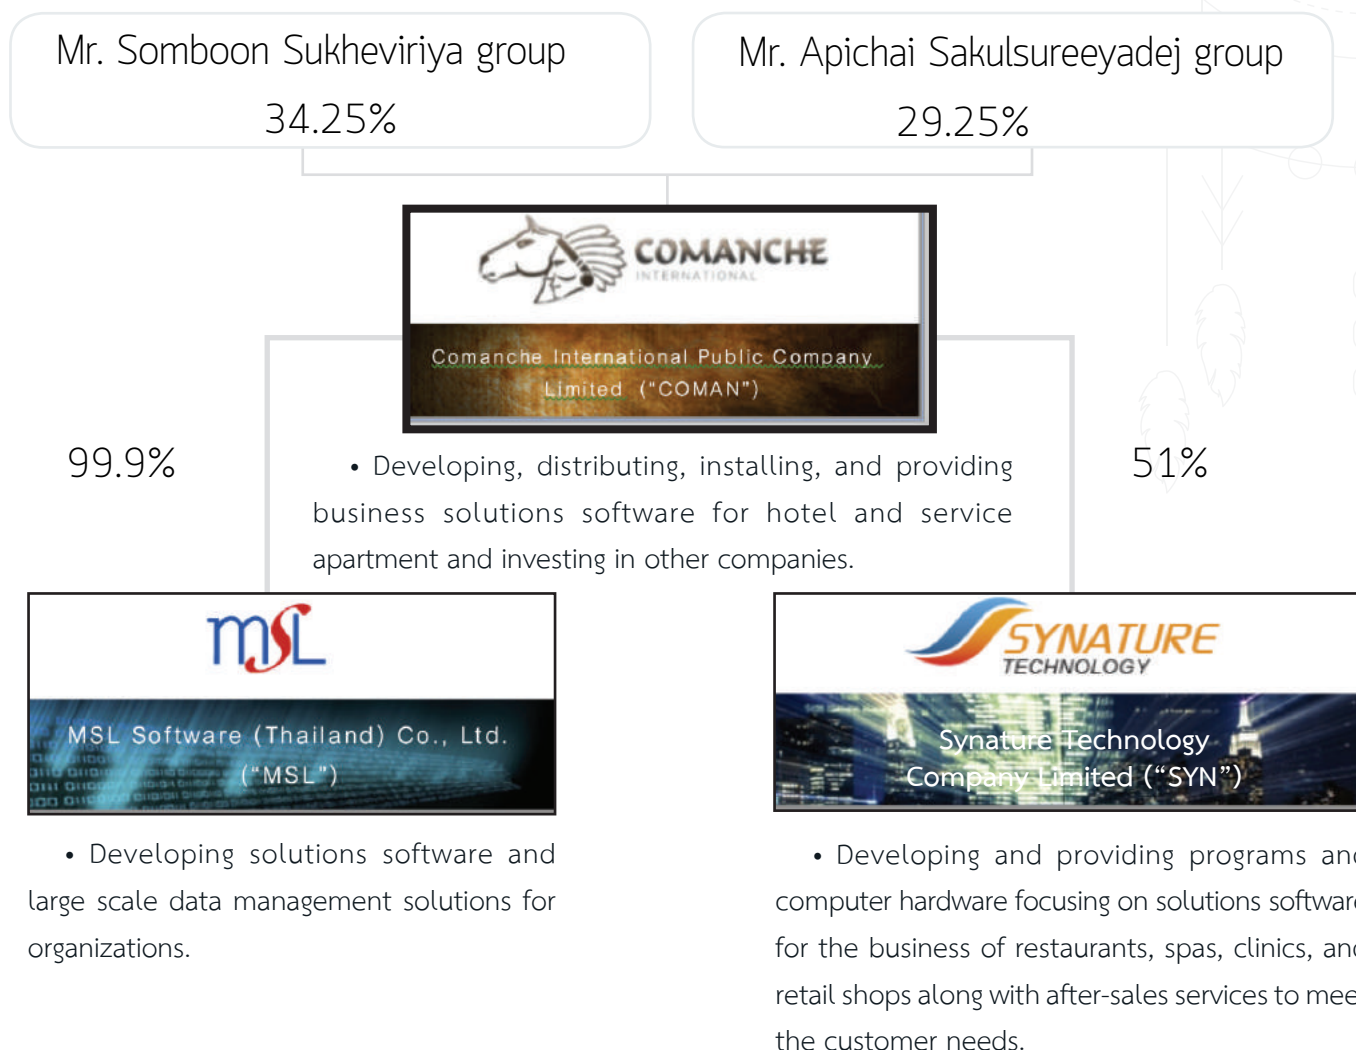 Mr. Somboon Sukheviriya group
34.25%
Mr. Apichai Sakulsureeyadej group
29.25%
COMANCHE
INTERNATIONAL
Comanche International Public Company
Limited ("COMAN")
99.9%
51%
• Developing, distributing, installing, and providing
business solutions software for hotel and service
apartment and investing in other companies.
msL
MSL Software (Thailand) Co., Ltd.
("MSL")
• Developing solutions software and
large scale data management solutions for
organizations.
SYNATURE
TECHNOLOGY
Synature Technology
Company Limited ("SYN")
• Developing and providing programs an
computer hardware focusing on solutions software
for the business of restaurants, spas, clinics, an
retail shops along with after-sales services to mee
the customer needs.